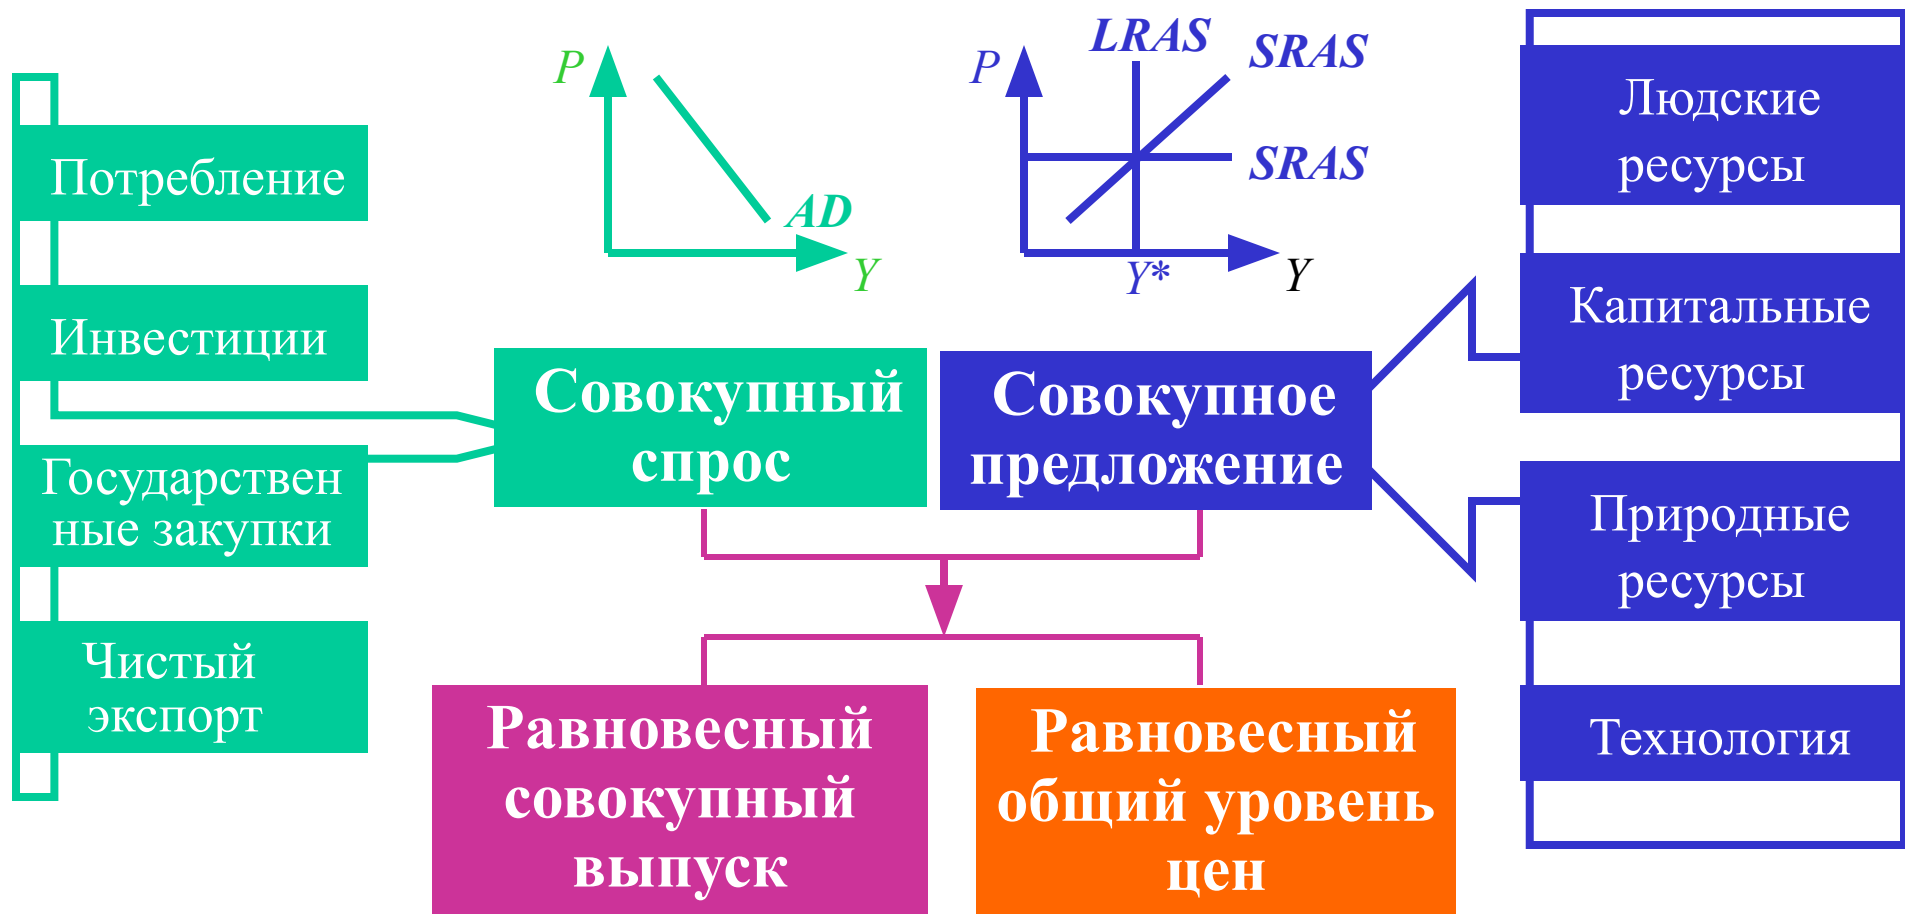 Потребление
Инвестиции
Государствен
ные закупки
Чистый
экспорт
P
AD
Y
P
LRAS
SRAS
SRAS
Y*
Y
Совокупный
спрос
Совокупное
предложение
Людские
ресурсы
Капитальные
ресурсы
Природные
ресурсы
Технология
Равновесный
совокупный
выпуск
Равновесный
общий уровень
цен